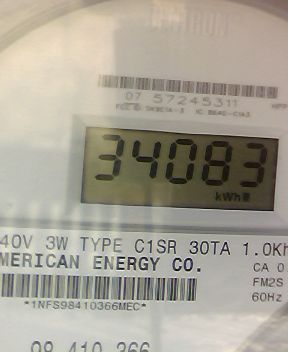 07 57245311
34083
kWh
40V 3W TYPE C1SR 30TA 1.0Kh
MERICAN ENERGY CO.
CA 0.
FM2S
60Hz
*1NFS98410366MEC*
98 410 366